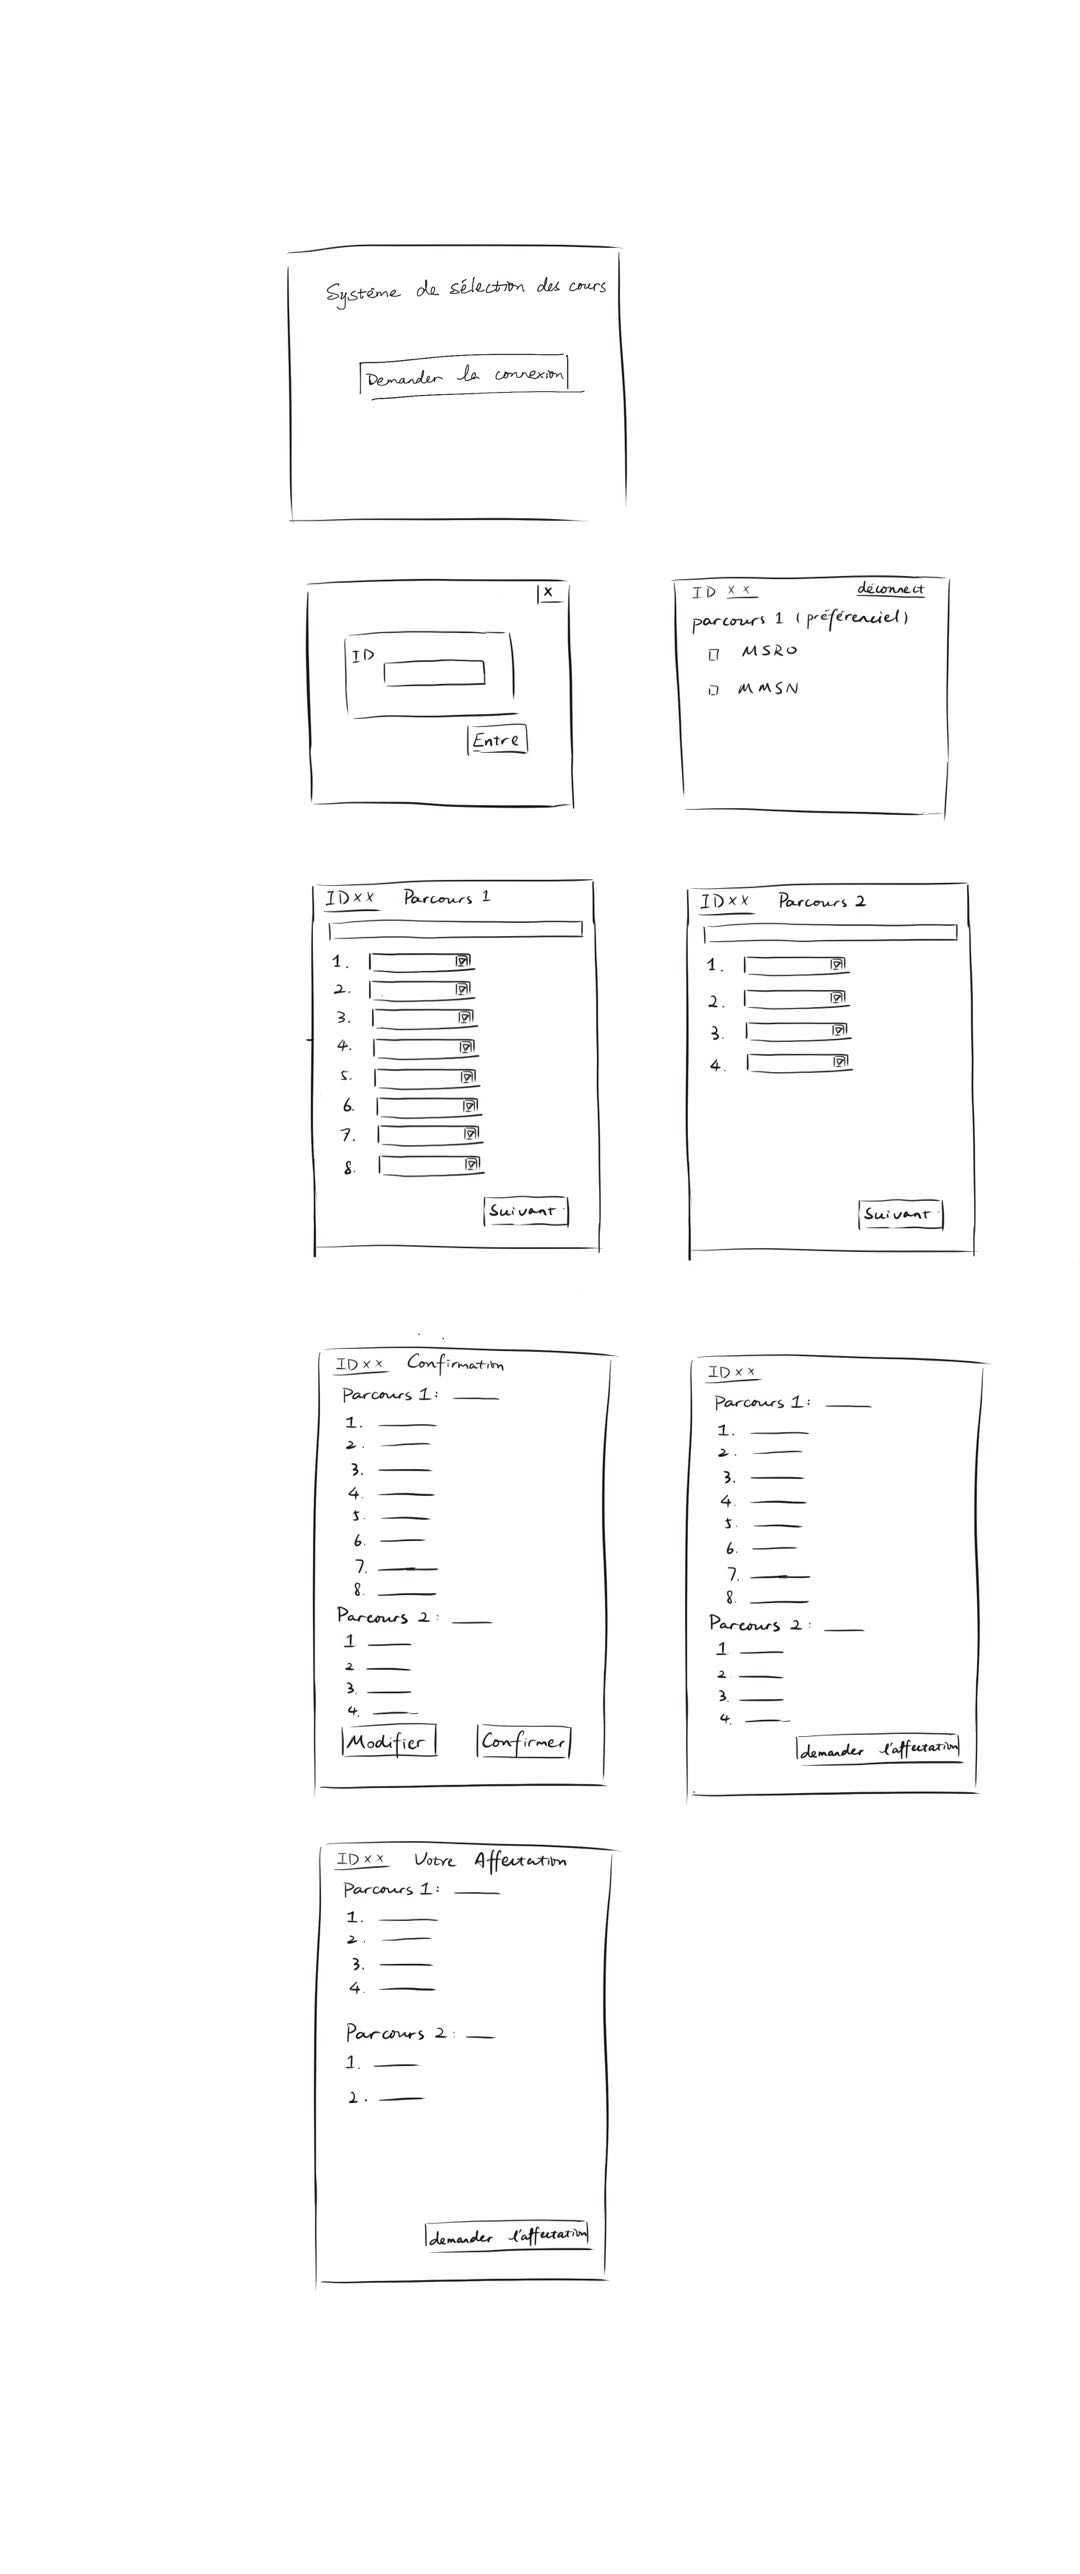 Système de sélection des cours
Demander la connexion
X
ID
Entre
ID xx déconnect
parcours 1 (préférenciel)
MSRO
MMSN
IDxx Parcours 1
1.
2.
3.
4.
5.
6.
7.
8.
Suivant
IDxx Parcours 2
1.
2.
3.
4.
Suivant
IDxx Confirmation
Parcours 1:
1.
2.
3.
4.
5.
6.
7.
8.
Parcours 2:
1
2
3.
4.
Modifier Confirmer
IDxx
Parcours 1:
1.
2.
3.
4.
5.
6.
7.
8.
Parcours 2:
1
2
3.
4.
demander l'affectation
IDxx Votre Affectation
Parcours 1:
1.
2.
3.
4.
Parcours 2:
1.
2.
demander l'affectation